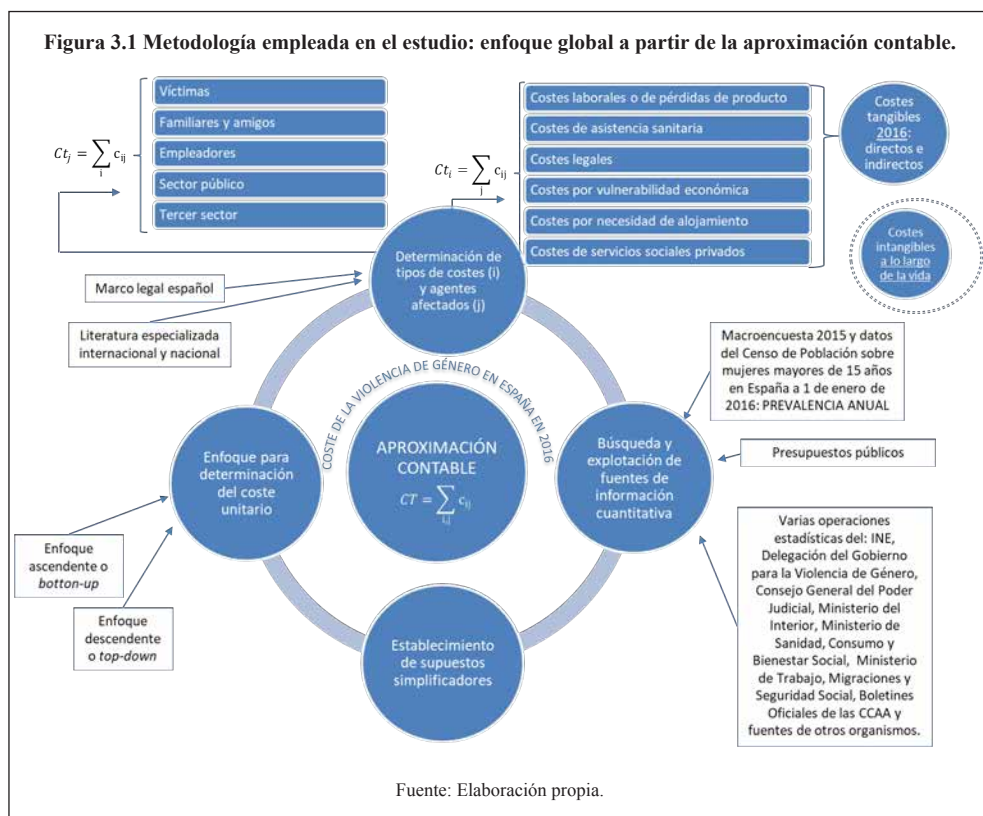 Figura 3.1 Metodología empleada en el estudio: enfoque global a partir de la aproximación contable.
Ct_j = ∑_i c_ij
Víctimas
Familiares y amigos
Empleadores
Sector público
Tercer sector
Ct_i = ∑_j c_ij
Costes laborales o de pérdidas de producto
Costes de asistencia sanitaria
Costes legales
Costes por vulnerabilidad económica
Costes por necesidad de alojamiento
Costes de servicios sociales privados
Costes
tangibles
2016:
directos e
indirectos
Costes
intangibles
a lo largo
de la vida
Determinación de
tipos de costes (i)
y agentes
afectados (j)
Marco legal español
Literatura especializada
internacional y nacional
Macroencuesta 2015 y datos
del Censo de Población sobre
mujeres mayores de 15 años
en España a 1 de enero de
2016: PREVALENCIA ANUAL
COSTE DE LA VIOLENCIA DE GÉNERO EN ESPAÑA EN 2016
APROXIMACIÓN
CONTABLE
CT = ∑_i,j c_ij
Búsqueda y
explotación de
fuentes de
información
cuantitativa
Presupuestos públicos
Enfoque para
determinación
del coste
unitario
Enfoque
ascendente o
botton-up
Enfoque
descendente
o top-down
Establecimiento
de supuestos
simplificadores
Varias operaciones
estadísticas del: INE,
Delegación del Gobierno
para la Violencia de Género,
Consejo General del Poder
Judicial, Ministerio del
Interior, Ministerio de
Sanidad, Consumo y
Bienestar Social, Ministerio
de Trabajo, Migraciones y
Seguridad Social, Boletines
Oficiales de las CCAA y
fuentes de otros organismos.
Fuente: Elaboración propia.